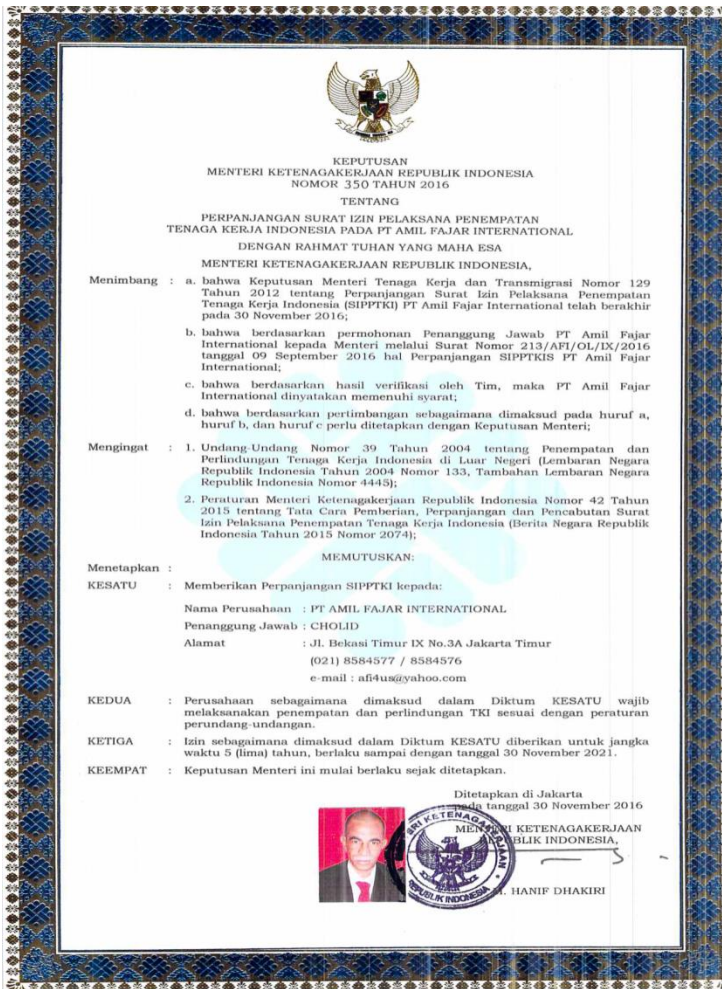 KEPUTUSAN
MENTERI KETENAGAKERJAAN REPUBLIK INDONESIA
NOMOR 350 TAHUN 2016
TENTANG
PERPANJANGAN SURAT IZIN PELAKSANA PENEMPATAN
TENAGA KERJA INDONESIA PADA PT AMIL FAJAR INTERNATIONAL
DENGAN RAHMAT TUHAN YANG MAHA ESA
MENTERI KETENAGAKERJAAN REPUBLIK INDONESIA,
Menimbang : a. bahwa Keputusan Menteri Tenaga Kerja dan Transmigrasi Nomor 129
Tahun 2012 tentang Perpanjangan Surat Izin Pelaksana Penempatan
Tenaga Kerja Indonesia (SIPPTKI) PT Amil Fajar International telah berakhir
pada 30 November 2016;
b. bahwa berdasarkan permohonan Penanggung Jawab PT Amil Fajar
International kepada Menteri melalui Surat Nomor 213/AFI/OL/IX/2016
tanggal 09 September 2016 hal Perpanjangan SIPPTKIS PT Amil Fajar
International;
c. bahwa berdasarkan hasil verifikasi oleh Tim, maka PT Amil Fajar
International dinyatakan memenuhi syarat;
d. bahwa berdasarkan pertimbangan sebagaimana dimaksud pada huruf a,
huruf b, dan huruf c perlu ditetapkan dengan Keputusan Menteri;
Mengingat : 1. Undang-Undang Nomor 39 Tahun 2004 tentang Penempatan dan
Perlindungan Tenaga Kerja Indonesia di Luar Negeri (Lembaran Negara
Republik Indonesia Tahun 2004 Nomor 133, Tambahan Lembaran Negara
Republik Indonesia Nomor 4445);
2. Peraturan Menteri Ketenagakerjaan Republik Indonesia Nomor 42 Tahun
2015 tentang Tata Cara Pemberian, Perpanjangan dan Pencabutan Surat
Izin Pelaksana Penempatan Tenaga Kerja Indonesia (Berita Negara Republik
Indonesia Tahun 2015 Nomor 2074);
MEMUTUSKAN:
Menetapkan :
KESATU : Memberikan Perpanjangan SIPPTKI kepada:
Nama Perusahaan : PT AMIL FAJAR INTERNATIONAL
Penanggung Jawab : CHOLID
Alamat : Jl. Bekasi Timur IX No.3A Jakarta Timur
(021) 8584577 / 8584576
e-mail : afi4us@yahoo.com
KEDUA : Perusahaan sebagaimana dimaksud dalam Diktum KESATU wajib
melaksanakan penempatan dan perlindungan TKI sesuai dengan peraturan
perundang-undangan.
KETIGA : Izin sebagaimana dimaksud dalam Diktum KESATU diberikan untuk jangka
waktu 5 (lima) tahun, berlaku sampai dengan tanggal 30 November 2021.
KEEMPAT : Keputusan Menteri ini mulai berlaku sejak ditetapkan.
Ditetapkan di Jakarta
pada tanggal 30 November 2016
MENTERI KETENAGAKERJAAN
REPUBLIK INDONESIA,
M. HANIF DHAKIRI
MENTERI KETENAGAKERJAAN
REPUBLIK INDONESIA